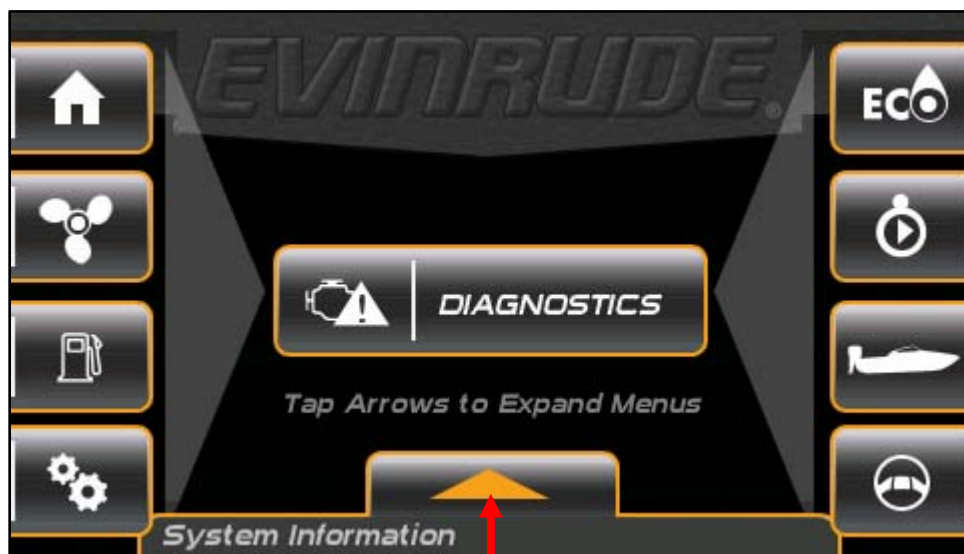 EVINRUDE®
ECO
DIAGNOSTICS
Tap Arrows to Expand Menus
System Information